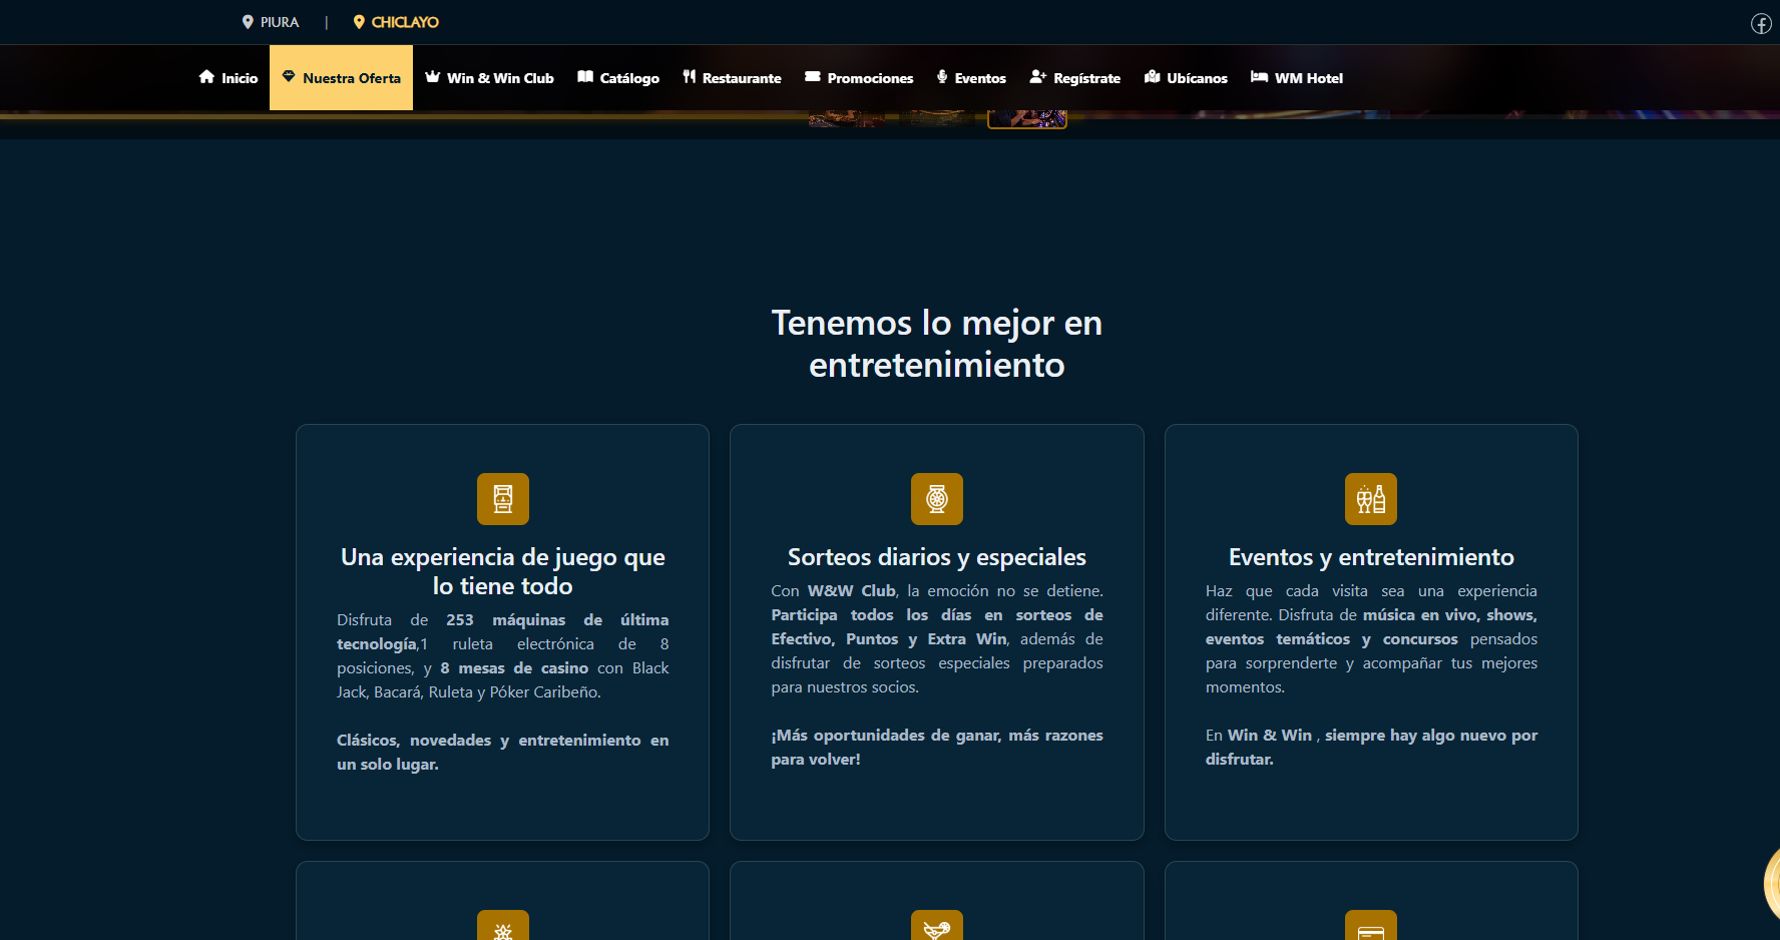 PIURA | CHICLAYO
Inicio Nuestra Oferta Win & Win Club Catálogo Restaurante Promociones Eventos Regístrate Ubícanos WM Hotel
Tenemos lo mejor en
entretenimiento
Una experiencia de juego que
lo tiene todo
Disfruta de 253 máquinas de última
tecnología,1 ruleta electrónica de 8
posiciones, y 8 mesas de casino con Black
Jack, Bacará, Ruleta y Póker Caribeño.
Clásicos, novedades y entretenimiento en
un solo lugar.
Sorteos diarios y especiales
Con W&W Club, la emoción no se detiene.
Participa todos los días en sorteos de
Efectivo, Puntos y Extra Win, además de
disfrutar de sorteos especiales preparados
para nuestros socios.
¡Más oportunidades de ganar, más razones
para volver!
Eventos y entretenimiento
Haz que cada visita sea una experiencia
diferente. Disfruta de música en vivo, shows,
eventos temáticos y concursos pensados
para sorprenderte y acompañar tus mejores
momentos.
En Win & Win , siempre hay algo nuevo por
disfrutar.